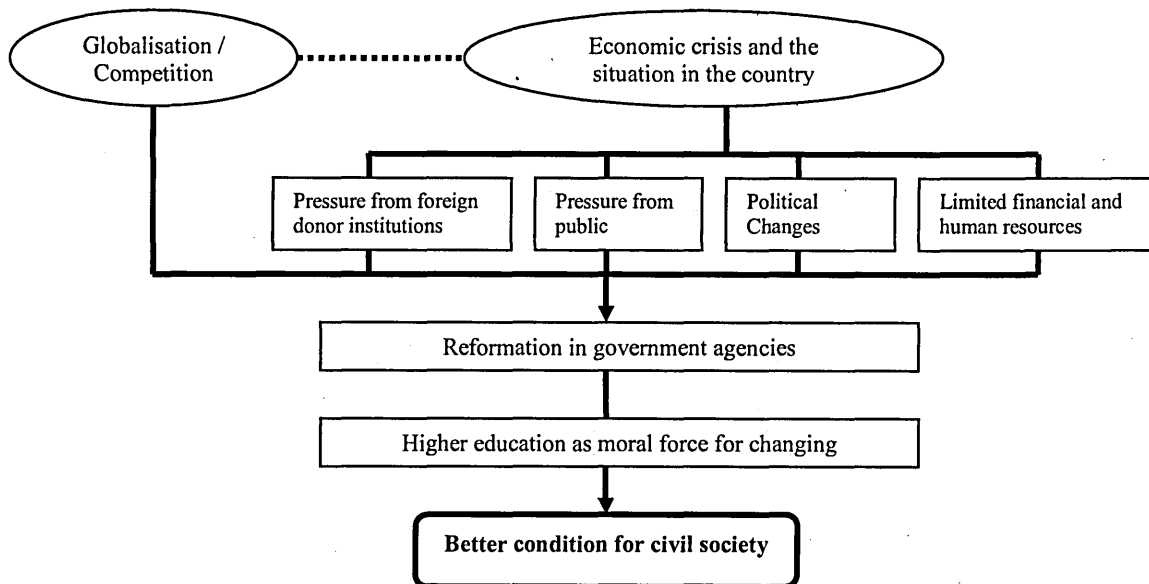 Globalisation /
Competition
Economic crisis and the
situation in the country
Pressure from foreign
donor institutions
Pressure from
public
Political
Changes
Limited financial and
human resources
Reformation in government agencies
Higher education as moral force for changing
Better condition for civil society